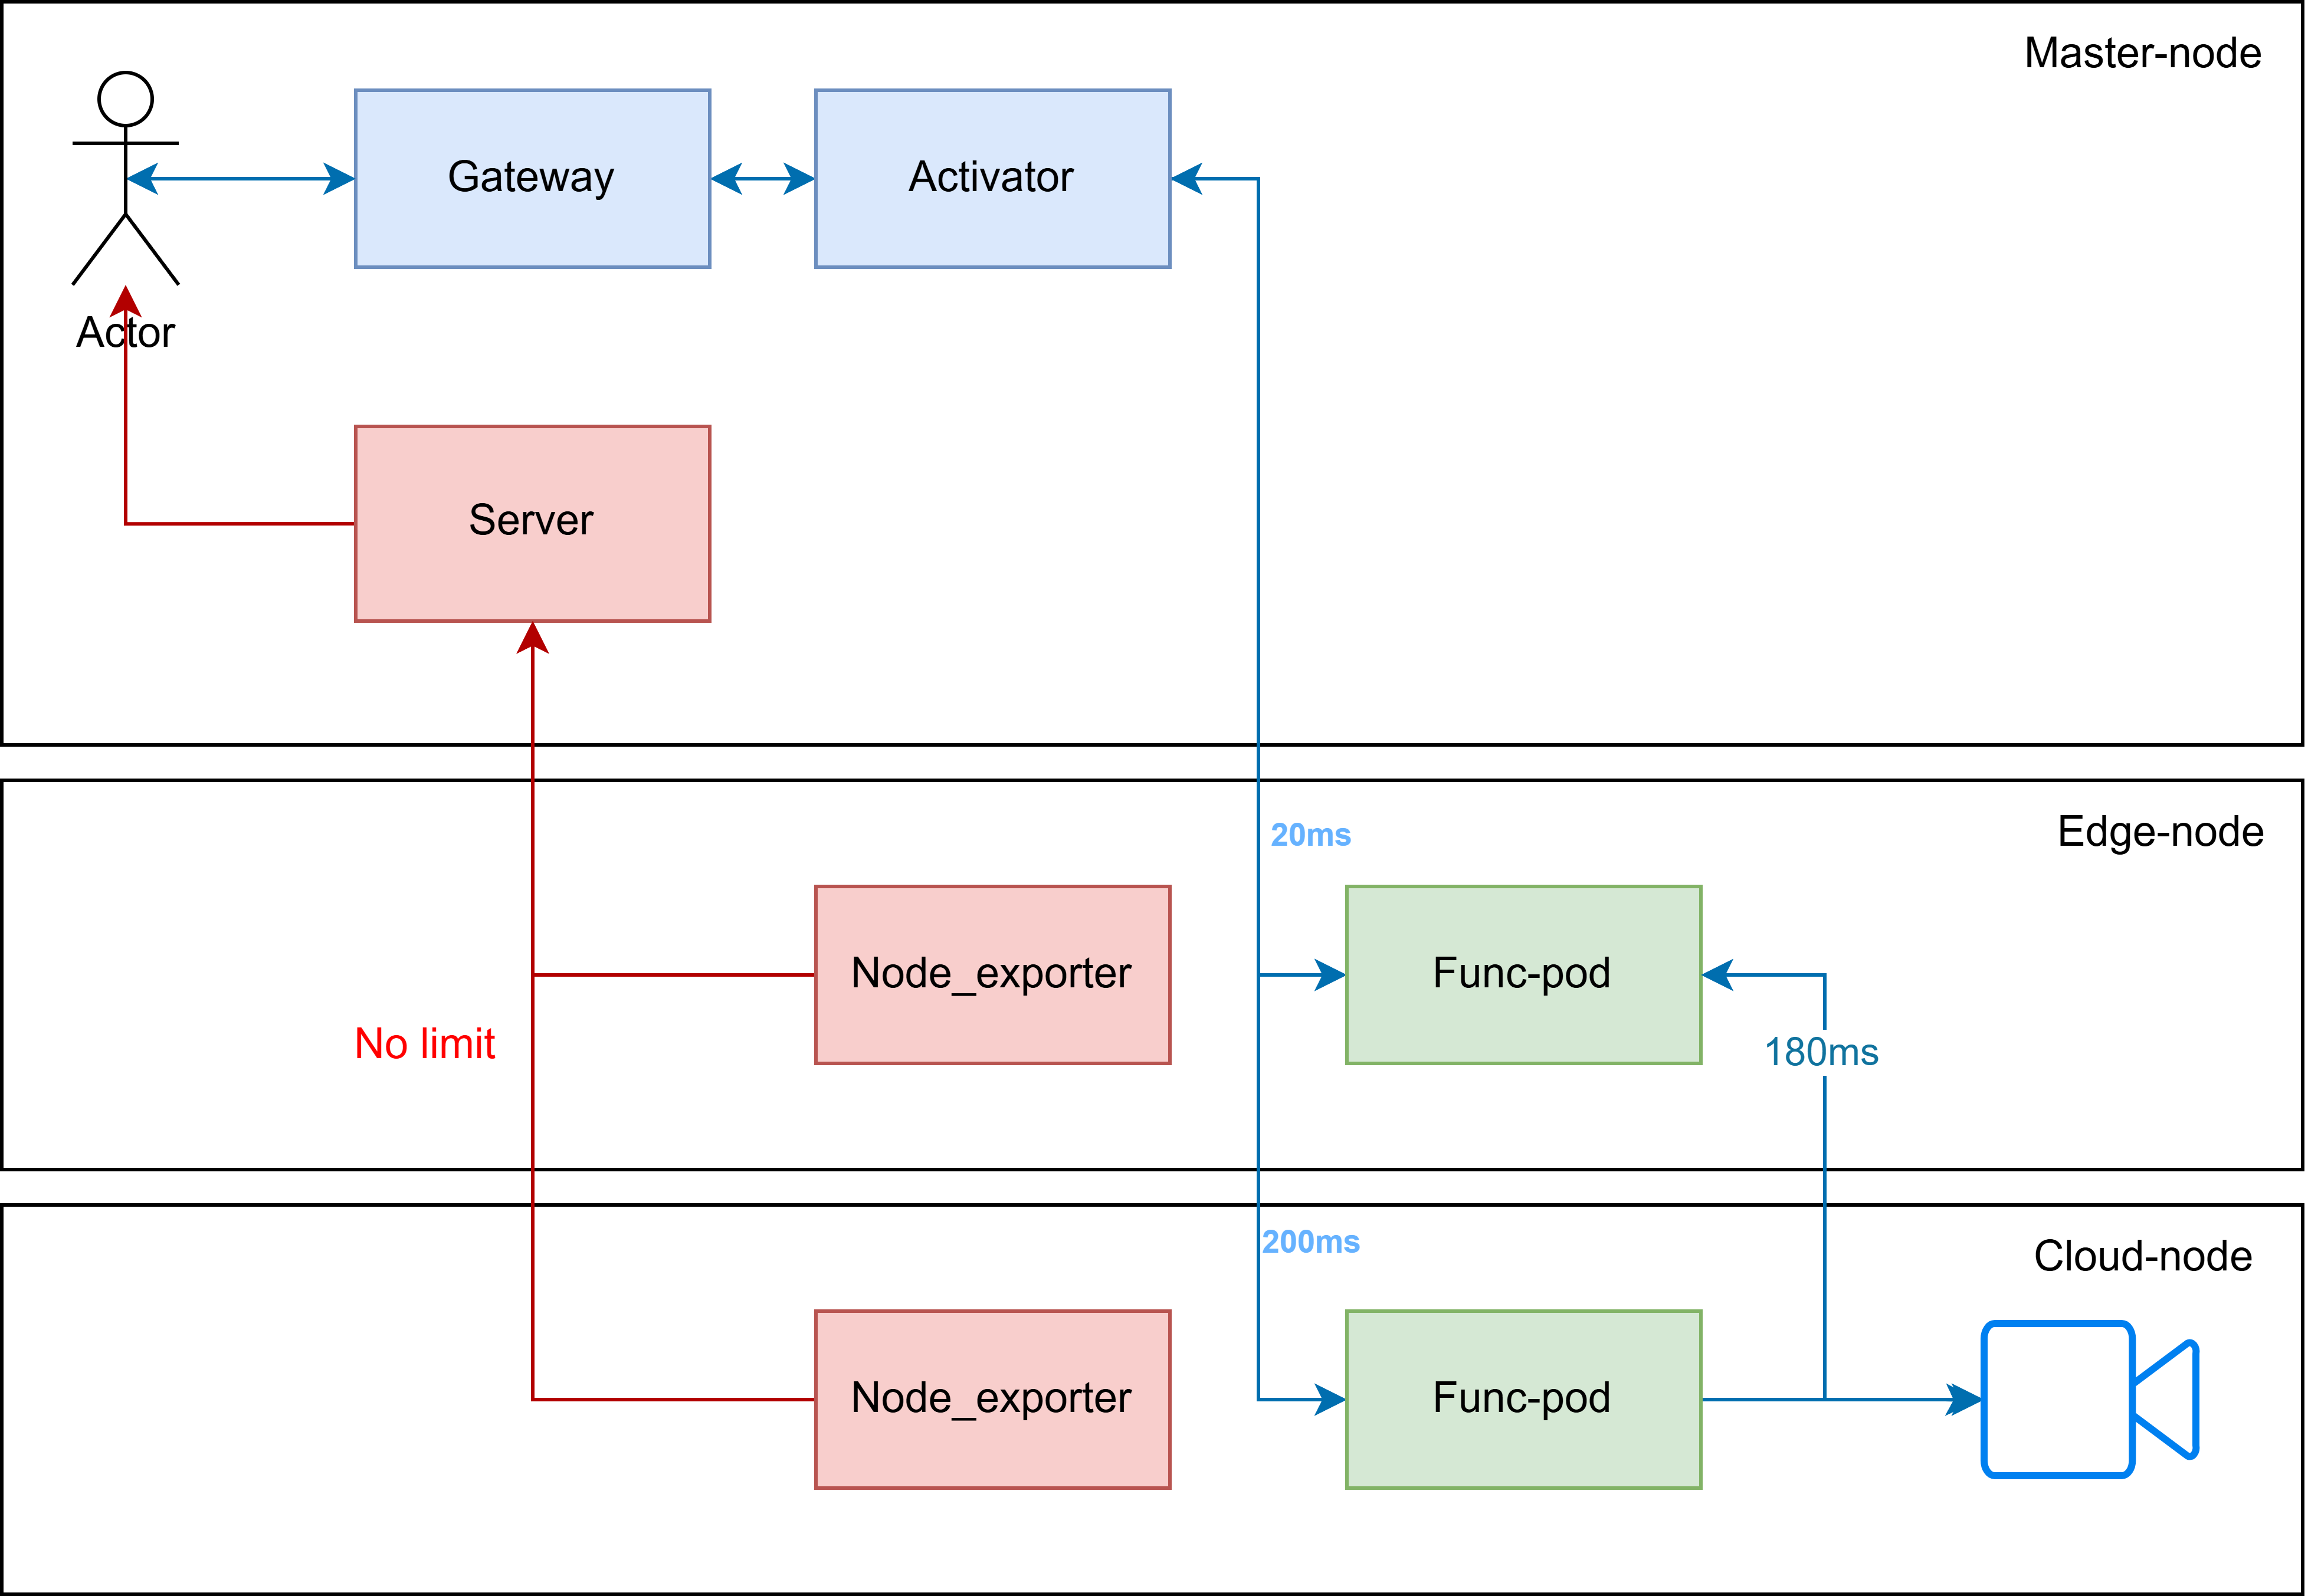 Master-node
Gateway
Activator
Actor
Server
Edge-node
20ms
Node_exporter
Func-pod
No limit
180ms
200ms
Cloud-node
Node_exporter
Func-pod